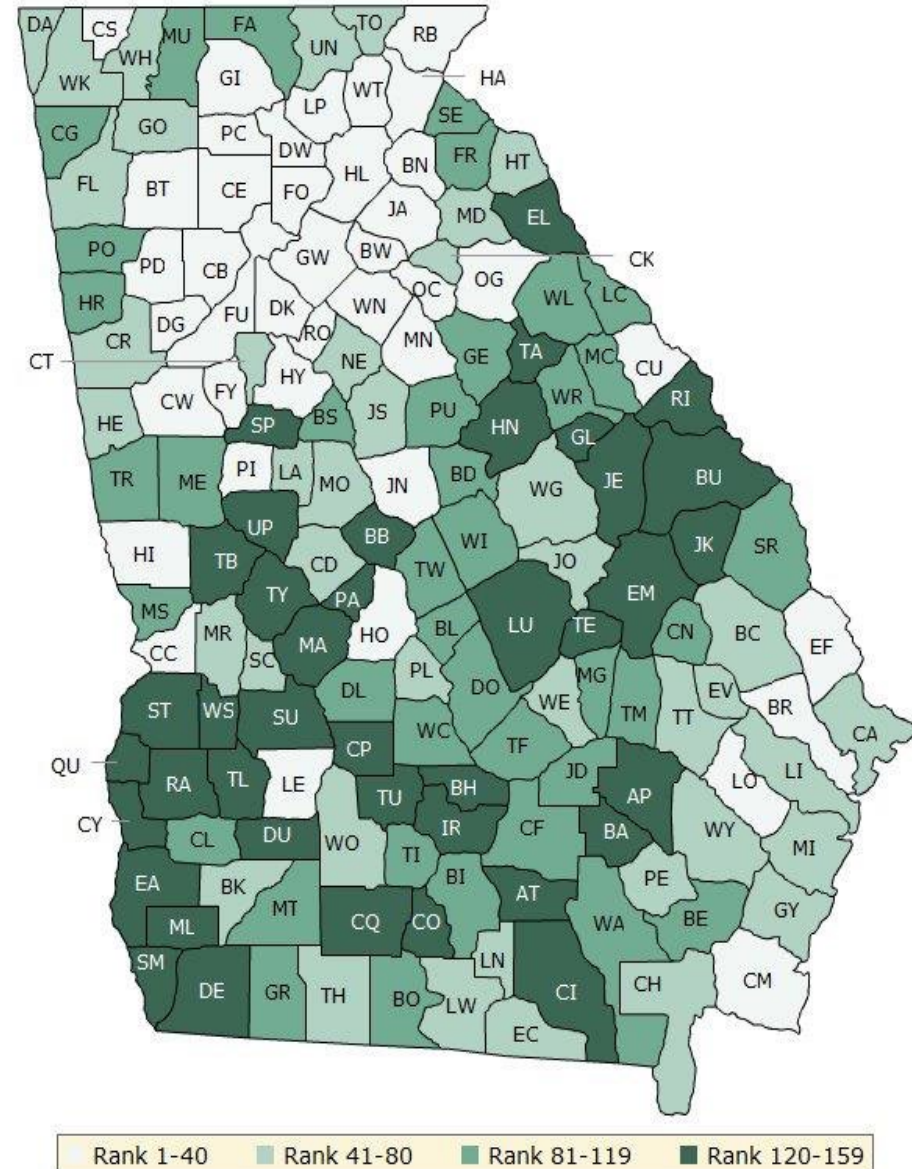 DA
CS
MU
FA
UN
TO
RB
WH
WK
GI
LP
WT
HA
CG
GO
PC
DW
HL
BN
SE
FR
HT
FL
BT
CE
FO
JA
MD
EL
PO
PD
CB
GW
BW
CK
OC
OG
WL
LC
HR
DG
FU
DK
RO
WN
MN
CR
CT
NE
GE
TA
MC
CU
HY
HE
CW
FY
SP
BS
JS
PU
HN
WR
RI
GL
TR
ME
PI
LA
MO
JN
BD
WG
JE
BU
UP
BB
HI
TB
CD
TW
WI
JO
JK
SR
TY
PA
EM
MS
MR
MA
HO
BL
LU
TE
CN
BC
EF
CC
SC
PL
DL
DO
WE
MG
TM
TT
EV
BR
CA
ST
WS
SU
WC
TF
CP
JD
LI
QU
RA
TL
LE
TU
BH
AP
LO
CY
CL
DU
WO
IR
CF
BA
WY
MI
TI
EA
BK
MT
BI
AT
PE
GY
ML
CQ
CO
WA
BE
SM
DE
GR
TH
BO
LW
LN
CI
CH
CM
EC
Rank 1-40 Rank 41-80 Rank 81-119 Rank 120-159